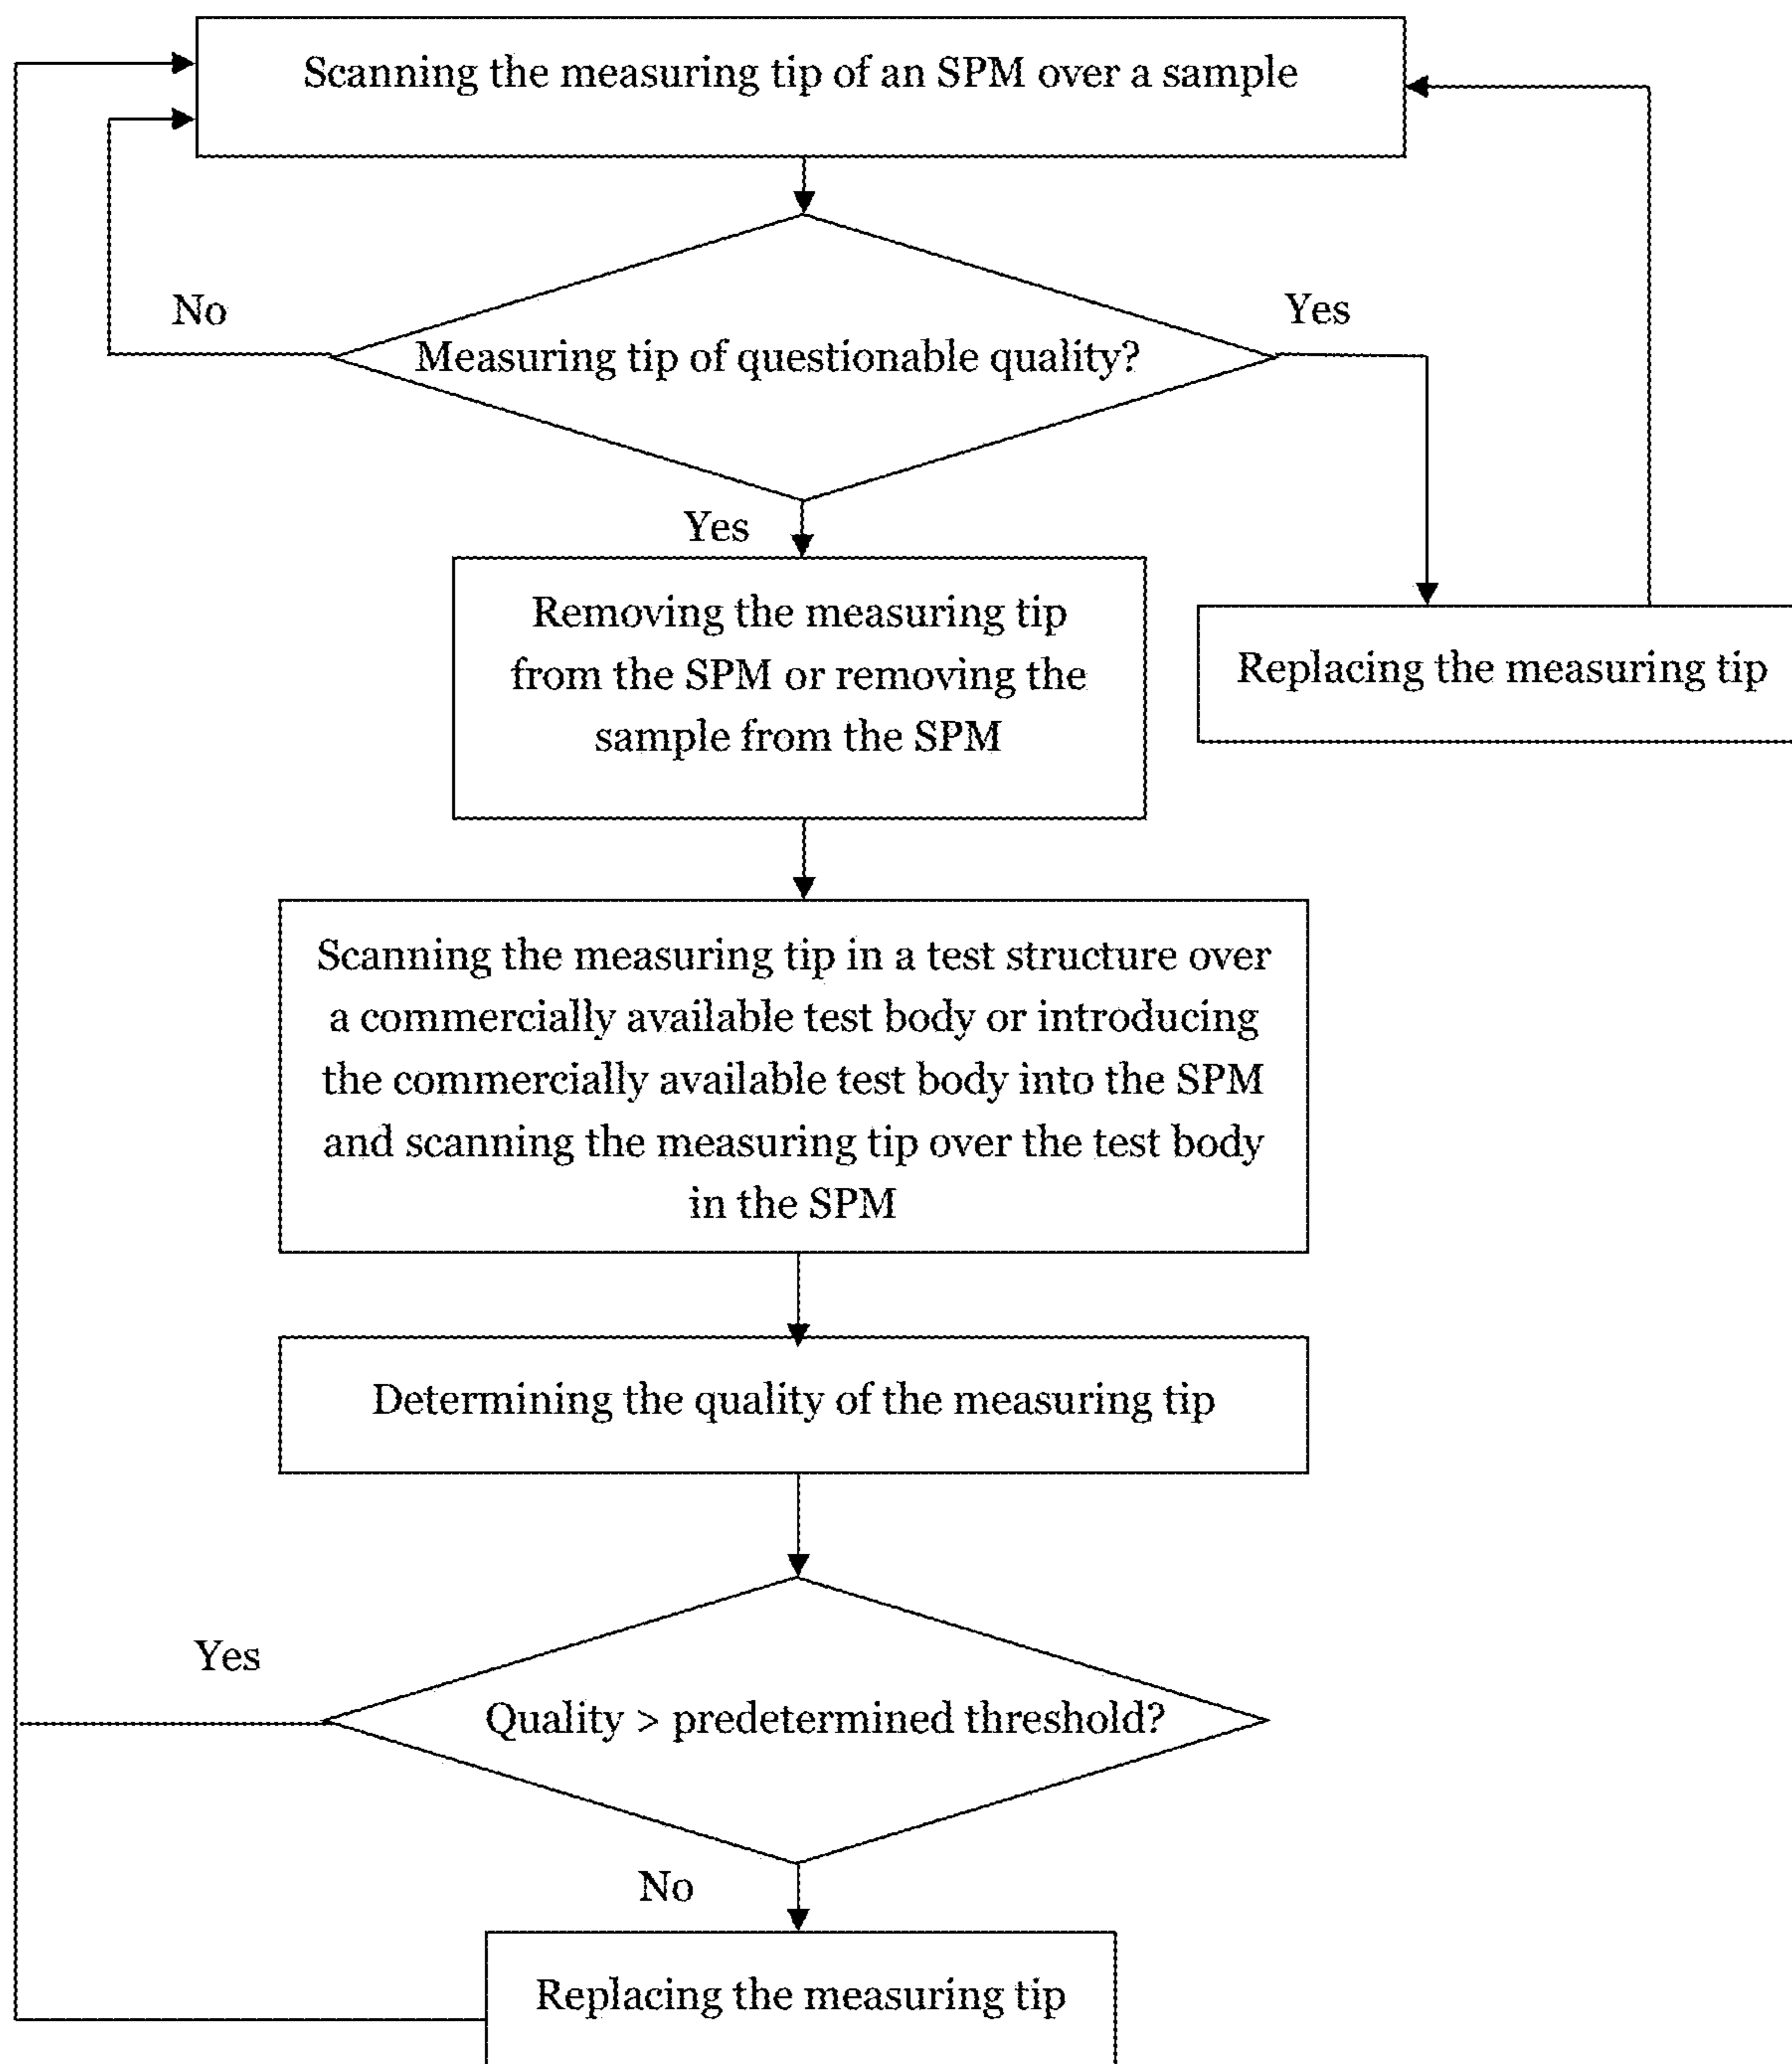 Scanning the measuring tip of an SPM over a sample
No
Yes
Measuring tip of questionable quality?
Yes
Removing the measuring tip
from the SPM or removing the
sample from the SPM
Replacing the measuring tip
Scanning the measuring tip in a test structure over
a commercially available test body or introducing
the commercially available test body into the SPM
and scanning the measuring tip over the test body
in the SPM
Determining the quality of the measuring tip
Yes
Quality > predetermined threshold?
No
Replacing the measuring tip